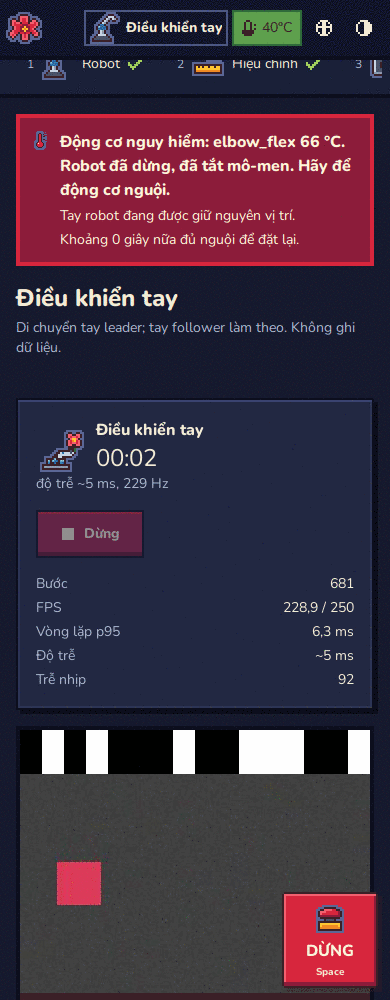 Điều khiển tay
40°C
1 Robot 2 Hiệu chỉnh 3
Động cơ nguy hiểm: elbow_flex 66 °C.
Robot đã dừng, đã tắt mô-men. Hãy để
động cơ nguội.
Tay robot đang được giữ nguyên vị trí.
Khoảng 0 giây nữa đủ nguội để đặt lại.
Điều khiển tay
Di chuyển tay leader; tay follower làm theo. Không ghi
dữ liệu.
Điều khiển tay
00:02
độ trễ ~5 ms, 229 Hz
Dừng
Bước 681
FPS 228,9 / 250
Vòng lặp p95 6,3 ms
Độ trễ ~5 ms
Trễ nhịp 92
DỪNG
Space